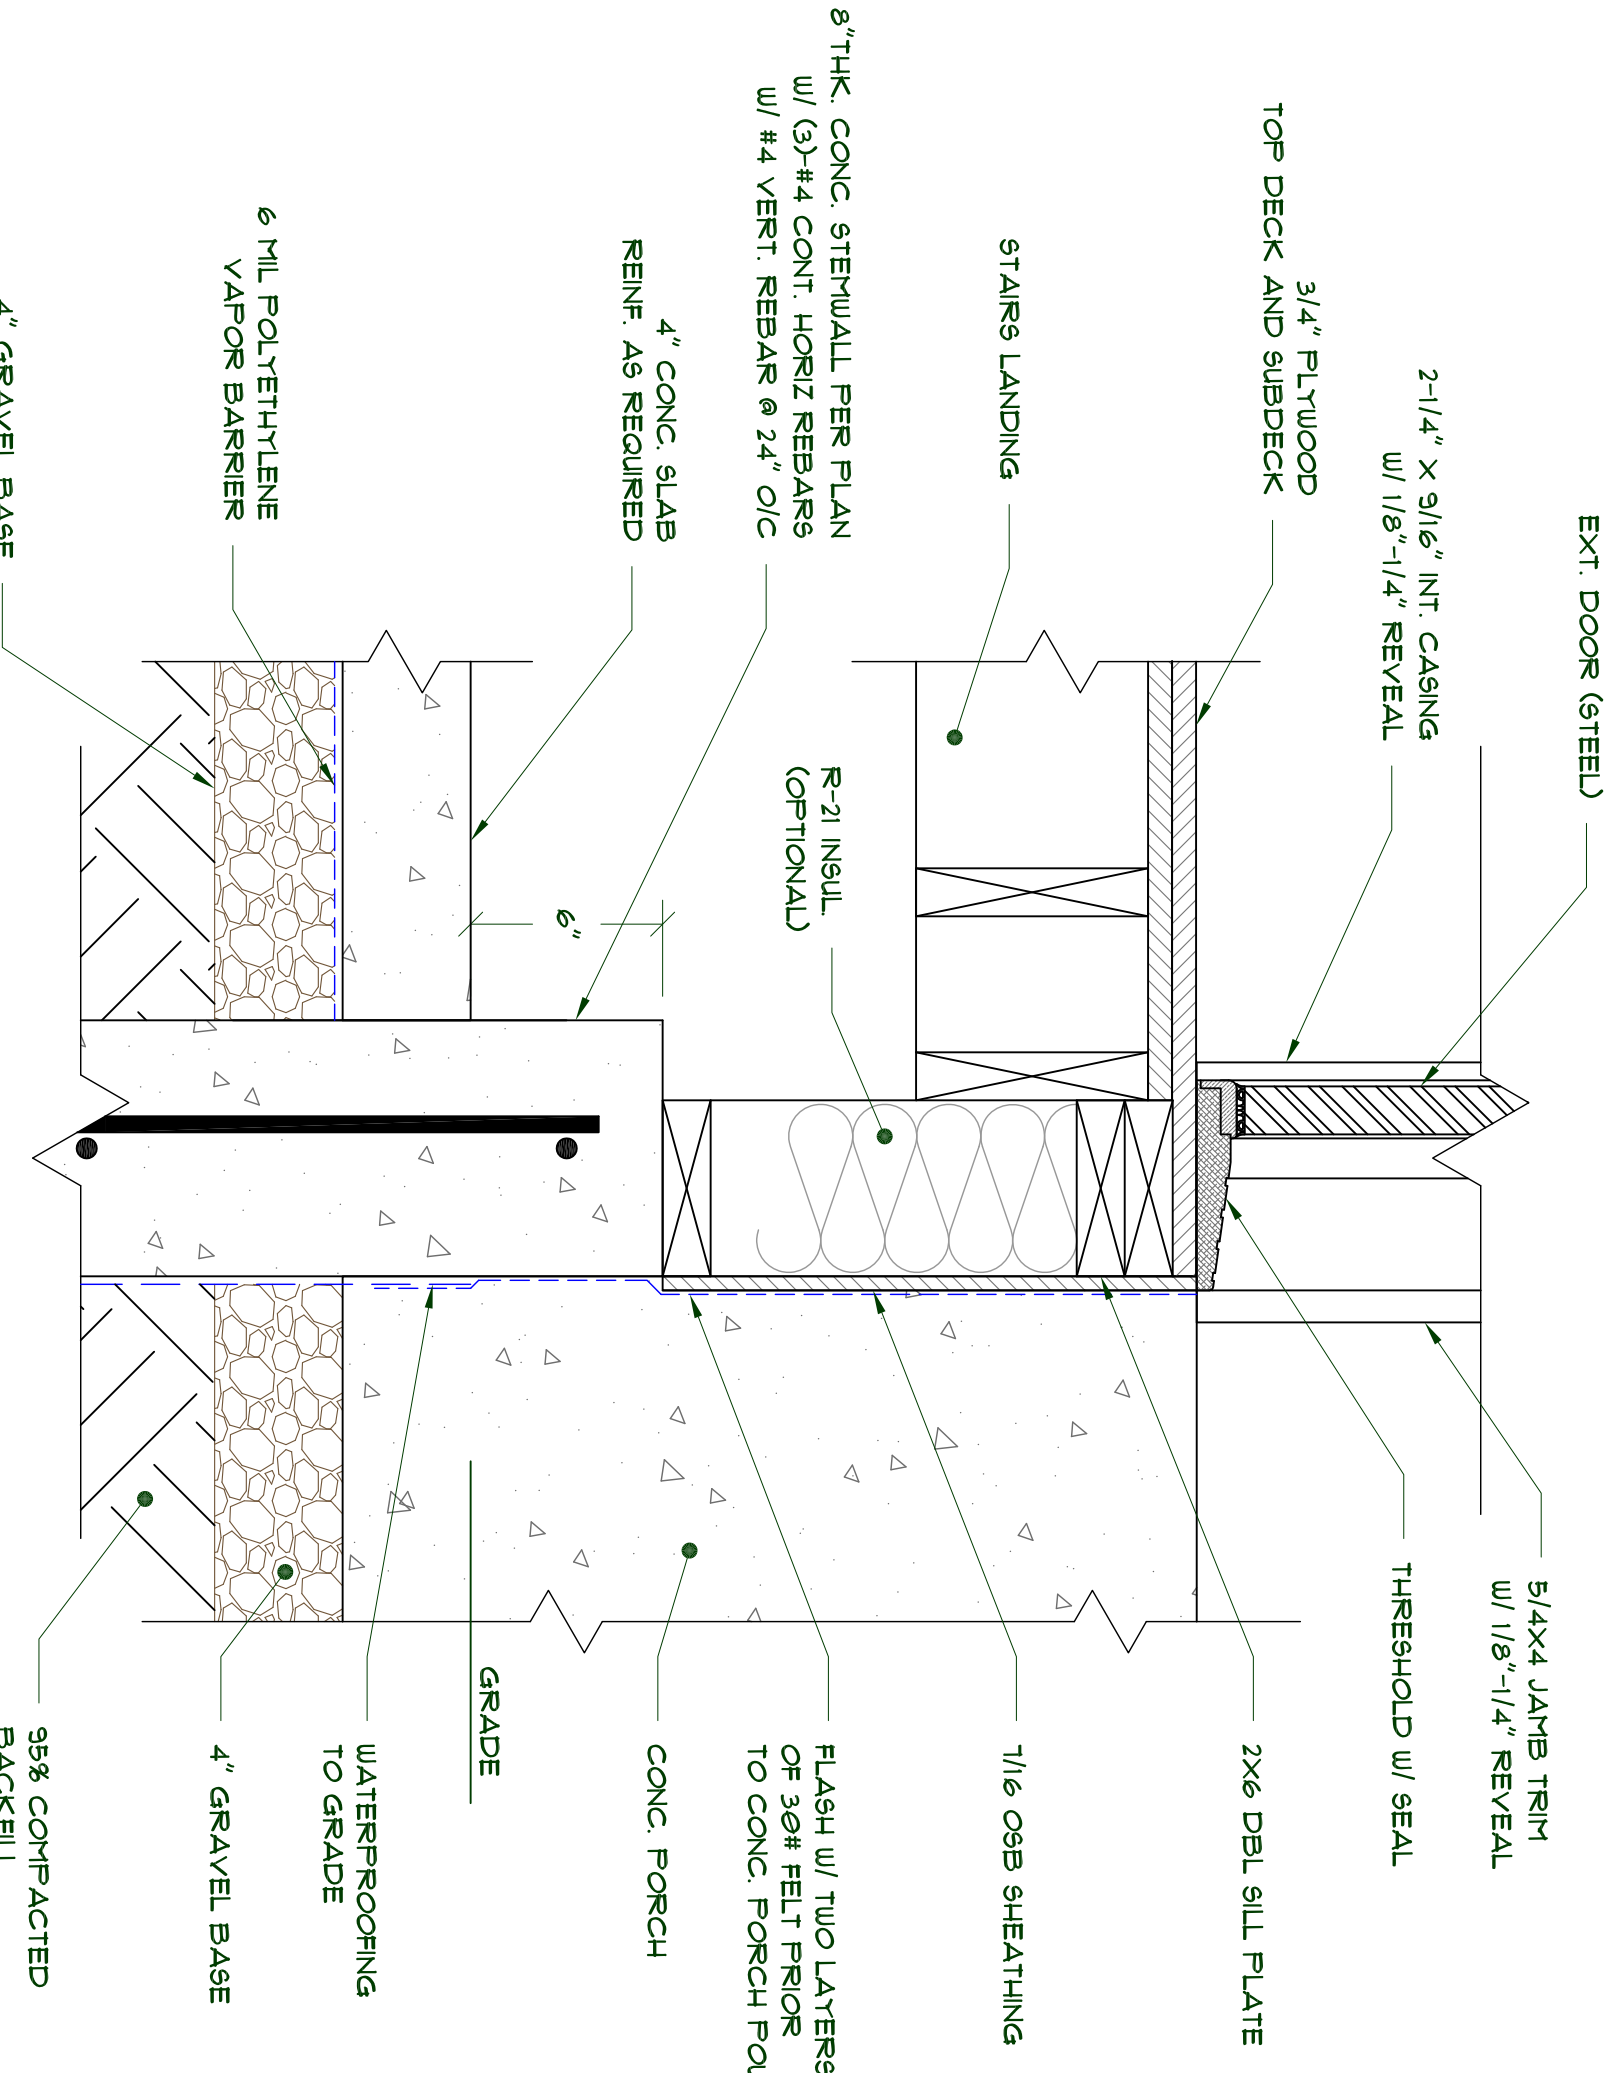 EXT. DOOR (STEEL)
2-1/4" X 9/16" INT. CASING
W/ 1/8"-1/4" REVEAL
3/4" PLYWOOD
TOP DECK AND SUBDECK
STAIRS LANDING
R-21 INSUL.
(OPTIONAL)
8"THK. CONC. STEMWALL PER PLAN
W/ (3)-#4 CONT. HORIZ REBARS
W/ #4 VERT. REBAR @ 24" O/C
6"
4" CONC. SLAB
REINF. AS REQUIRED
6 MIL POLYETHYLENE
VAPOR BARRIER
4" GRAVEL BASE
5/4X4 JAMB TRIM
W/ 1/8"-1/4" REVEAL
THRESHOLD W/ SEAL
2X6 DBL SILL PLATE
7/16 OSB SHEATHING
FLASH W/ TWO LAYERS
OF 30# FELT PRIOR
TO CONC. PORCH
CONC. PORCH
GRADE
WATERPROOFING
TO GRADE
4" GRAVEL BASE
95% COMPACTED
BACKFILL